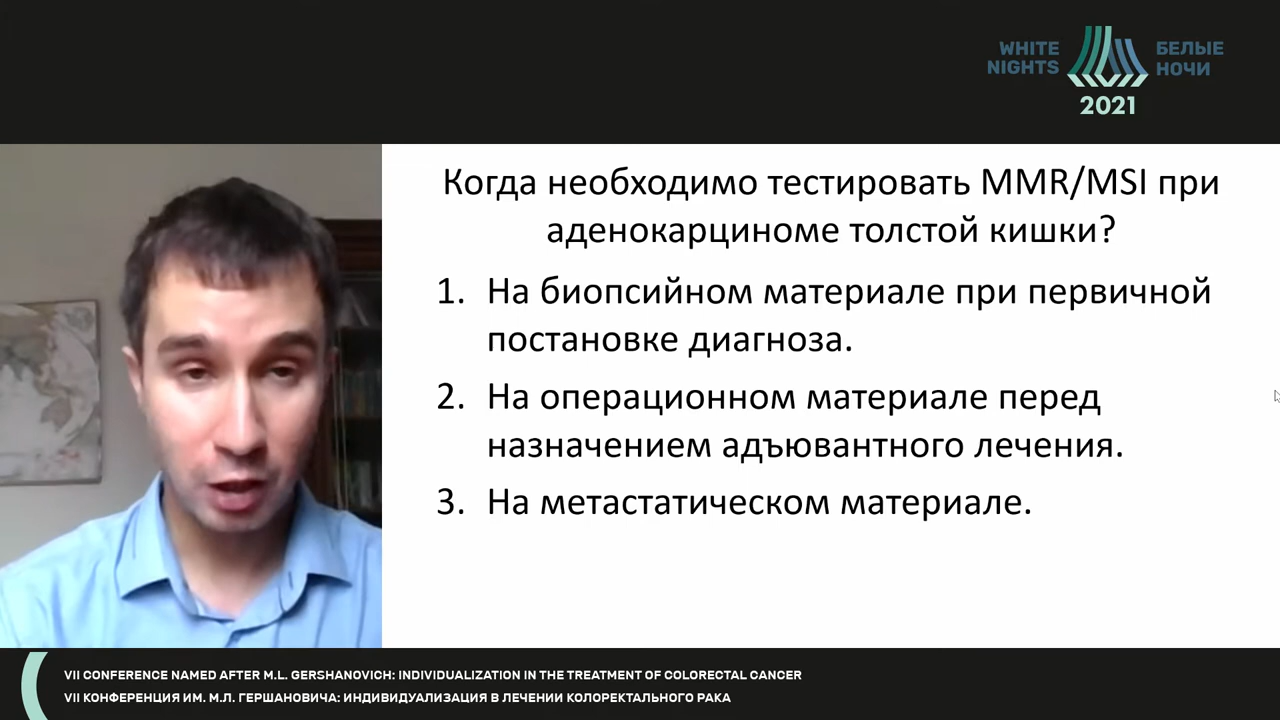 WHITE
NIGHTS
БЕЛЫЕ
НОЧИ
2021
Когда необходимо тестировать MMR/MSI при
аденокарциноме толстой кишки?
1. На биопсийном материале при первичной
постановке диагноза.
2. На операционном материале перед
назначением адъювантного лечения.
3. На метастатическом материале.
VII CONFERENCE NAMED AFTER M.L. GERSHANOVICH: INDIVIDUALIZATION IN THE TREATMENT OF COLORECTAL CANCER
VII КОНФЕРЕНЦИЯ ИМ. М.Л. ГЕРШАНОВИЧА: ИНДИВИДУАЛИЗАЦИЯ В ЛЕЧЕНИИ КОЛОРЕКТАЛЬНОГО РАКА